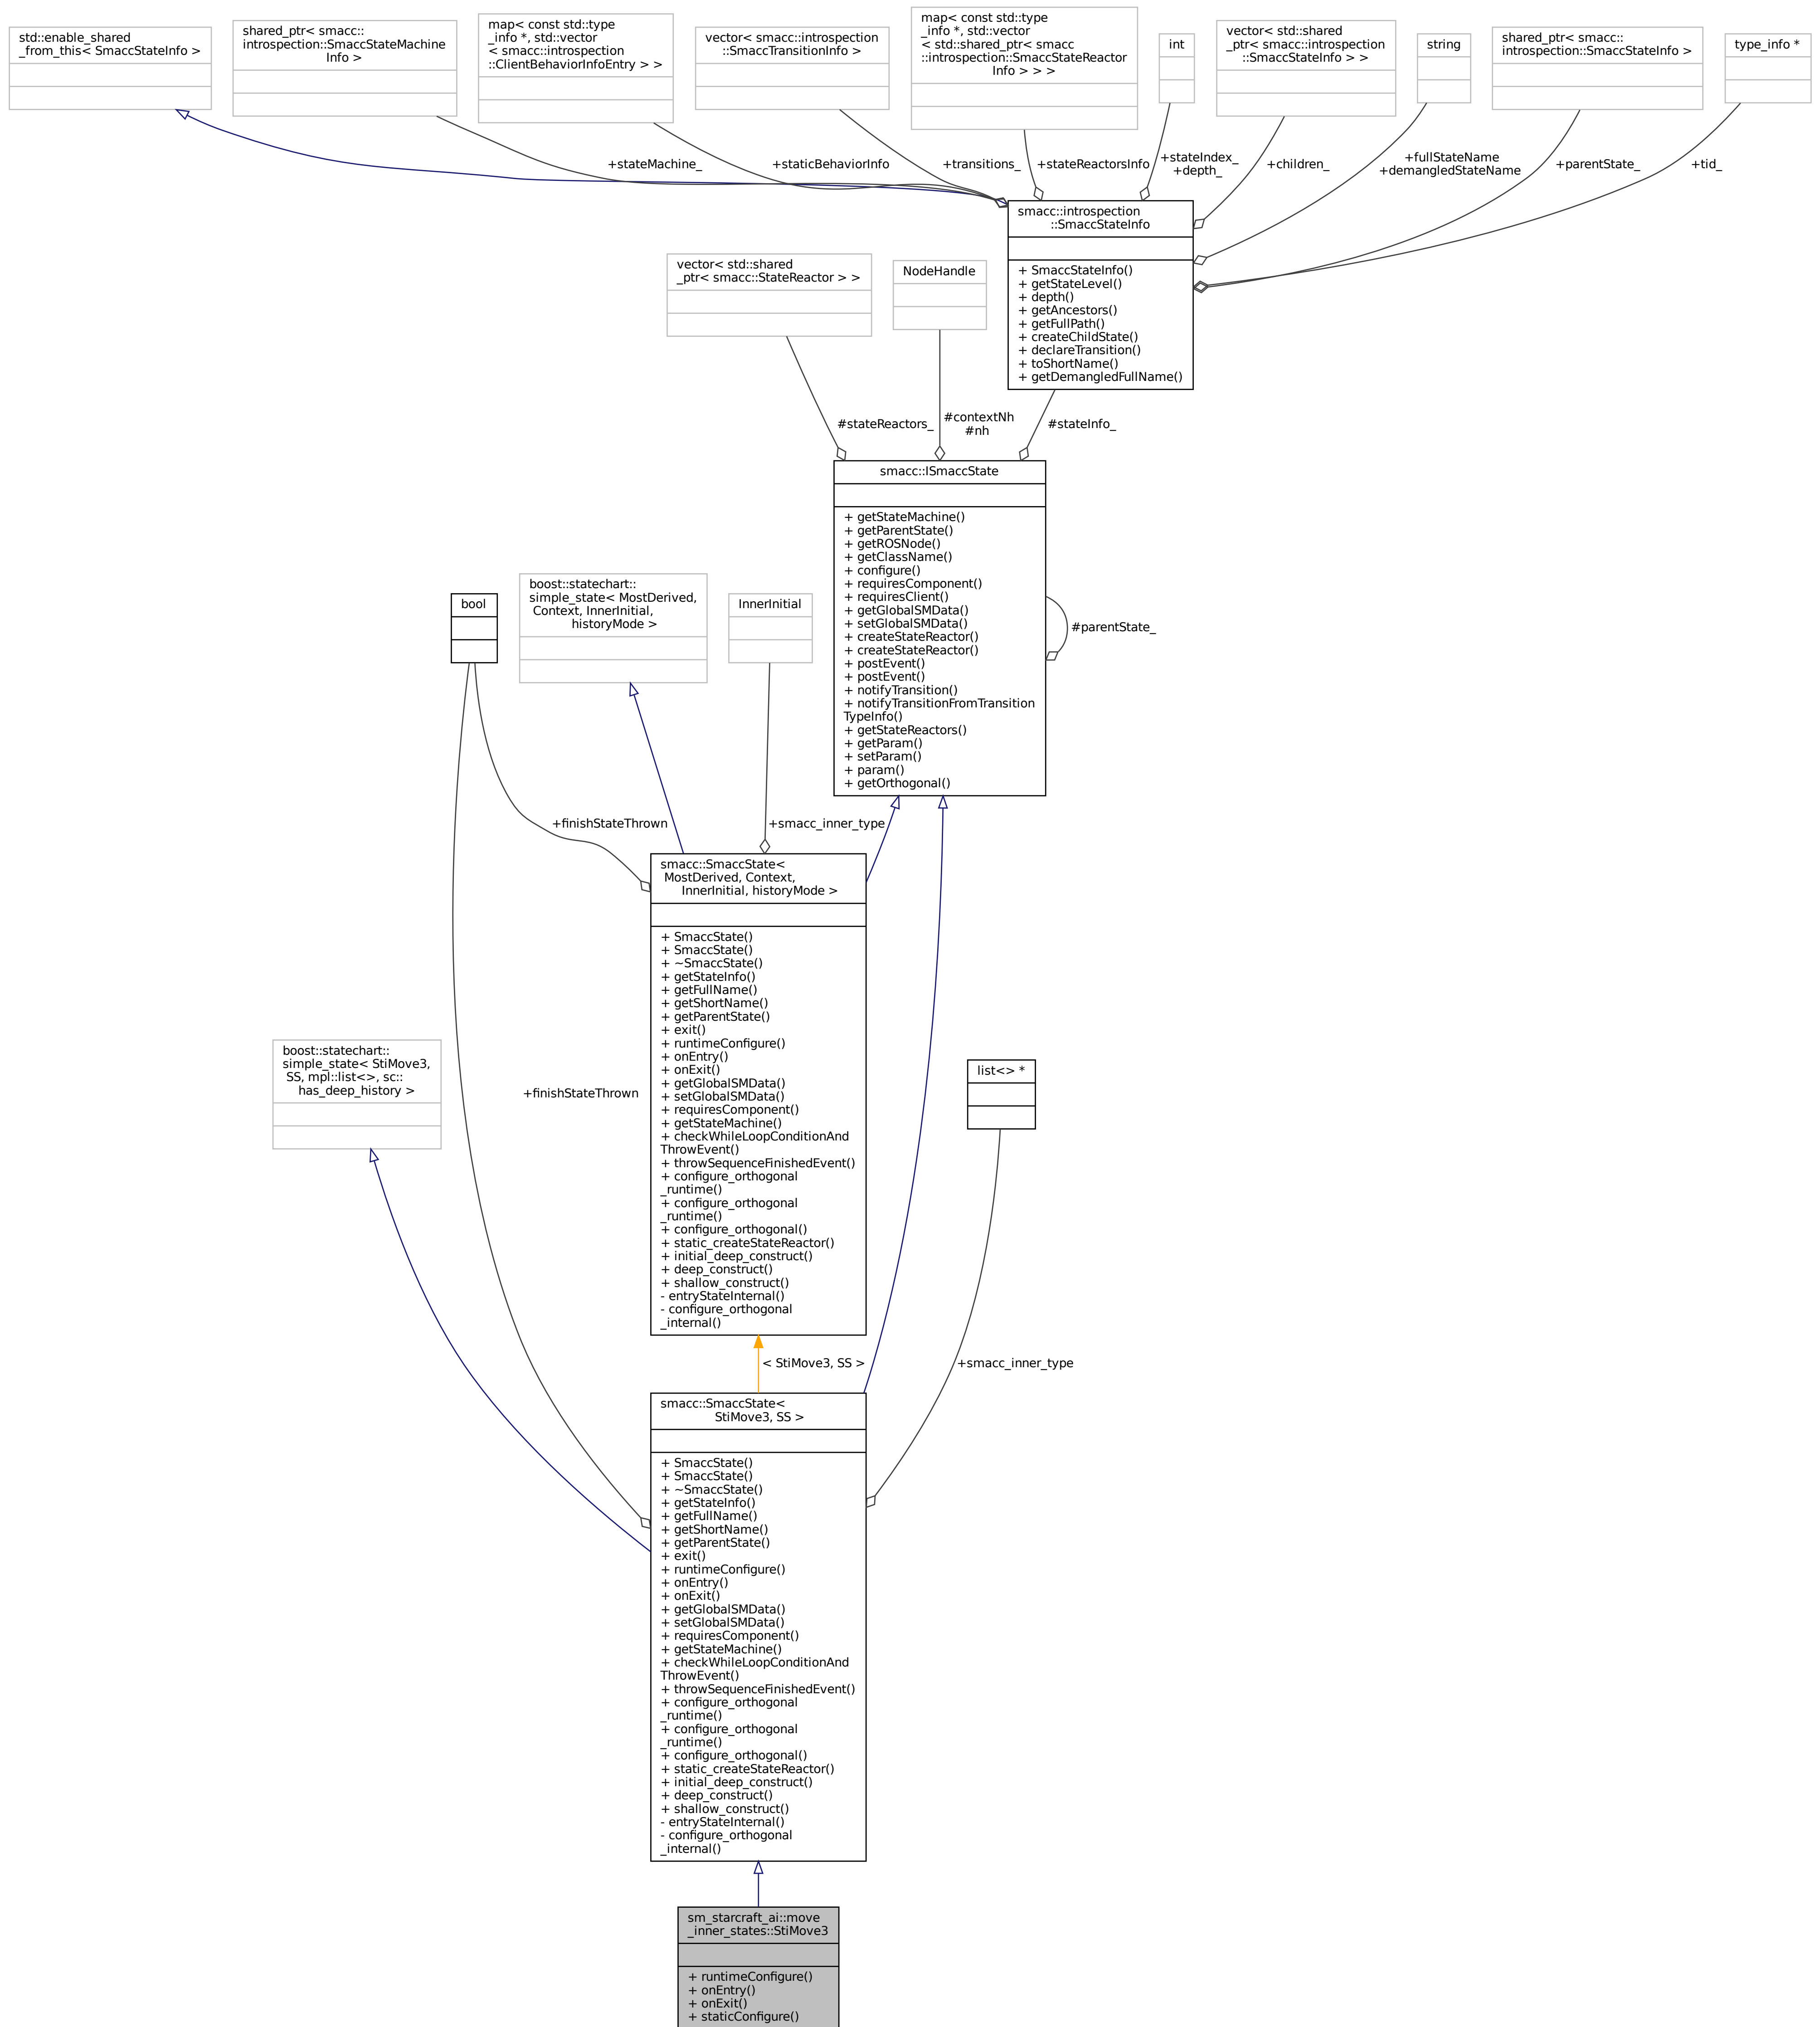 std::enable_shared
_from_this< SmaccStateInfo >
shared_ptr< smacc::
introspection::SmaccStateMachine
Info >
map< const std::type
_info *, std::vector
< smacc::introspection
::ClientBehaviorInfoEntry > >
vector< smacc::introspection
::SmaccTransitionInfo >
map< const std::type
_info *, std::vector
< std::shared_ptr< smacc
::introspection::SmaccStateReactor
Info > > >
int
vector< std::shared
_ptr< smacc::introspection
::SmaccStateInfo > >
string
shared_ptr< smacc::
introspection::SmaccStateInfo >
type_info *
+stateMachine_
+staticBehaviorInfo
+transitions_
+stateReactorsInfo
+stateIndex_
+depth_
+children_
+fullStateName
+demangledStateName
+parentState_
+tid_
smacc::introspection
::SmaccStateInfo
+ SmaccStateInfo()
+ getStateLevel()
+ depth()
+ getAncestors()
+ getFullPath()
+ createChildState()
+ declareTransition()
+ toShortName()
+ getDemangledFullName()
vector< std::shared
_ptr< smacc::StateReactor > >
NodeHandle
#stateReactors_
#contextNh
#nh
#stateInfo_
smacc::ISmaccState
+ getStateMachine()
+ getParentState()
+ getROSNode()
+ getClassName()
+ configure()
+ requiresComponent()
+ requiresClient()
+ getGlobalSMData()
+ setGlobalSMData()
+ createStateReactor()
+ createStateReactor()
+ postEvent()
+ postEvent()
+ notifyTransition()
+ notifyTransitionFromTransition
TypeInfo()
+ getStateReactors()
+ getParam()
+ setParam()
+ param()
+ getOrthogonal()
#parentState_
bool
boost::statechart::
simple_state< MostDerived,
Context, InnerInitial,
historyMode >
InnerInitial
+finishStateThrown
+smacc_inner_type
smacc::SmaccState<
MostDerived, Context,
InnerInitial, historyMode >
+ SmaccState()
+ SmaccState()
+ ~SmaccState()
+ getStateInfo()
+ getFullName()
+ getShortName()
+ getParentState()
+ exit()
+ runtimeConfigure()
+ onEntry()
+ onExit()
+ getGlobalSMData()
+ setGlobalSMData()
+ requiresComponent()
+ getStateMachine()
+ checkWhileLoopConditionAnd
ThrowEvent()
+ throwSequenceFinishedEvent()
+ configure_orthogonal
_runtime()
+ configure_orthogonal
_runtime()
+ configure_orthogonal()
+ static_createStateReactor()
+ initial_deep_construct()
+ deep_construct()
+ shallow_construct()
- entryStateInternal()
- configure_orthogonal
_internal()
boost::statechart::
simple_state< StiMove3,
SS, mpl::list<>, sc::
has_deep_history >
+finishStateThrown
list<> *
< StiMove3, SS >
+smacc_inner_type
smacc::SmaccState<
StiMove3, SS >
+ SmaccState()
+ SmaccState()
+ ~SmaccState()
+ getStateInfo()
+ getFullName()
+ getShortName()
+ getParentState()
+ exit()
+ runtimeConfigure()
+ onEntry()
+ onExit()
+ getGlobalSMData()
+ setGlobalSMData()
+ requiresComponent()
+ getStateMachine()
+ checkWhileLoopConditionAnd
ThrowEvent()
+ throwSequenceFinishedEvent()
+ configure_orthogonal
_runtime()
+ configure_orthogonal
_runtime()
+ configure_orthogonal()
+ static_createStateReactor()
+ initial_deep_construct()
+ deep_construct()
+ shallow_construct()
- entryStateInternal()
- configure_orthogonal
_internal()
sm_starcraft_ai::move
_inner_states::StiMove3
+ runtimeConfigure()
+ onEntry()
+ onExit()
+ staticConfigure()